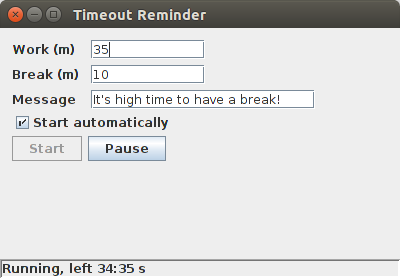 Timeout Reminder
Work (m) 35
Break (m) 10
Message It's high time to have a break!
Start automatically
Start Pause
Running, left 34:35 s